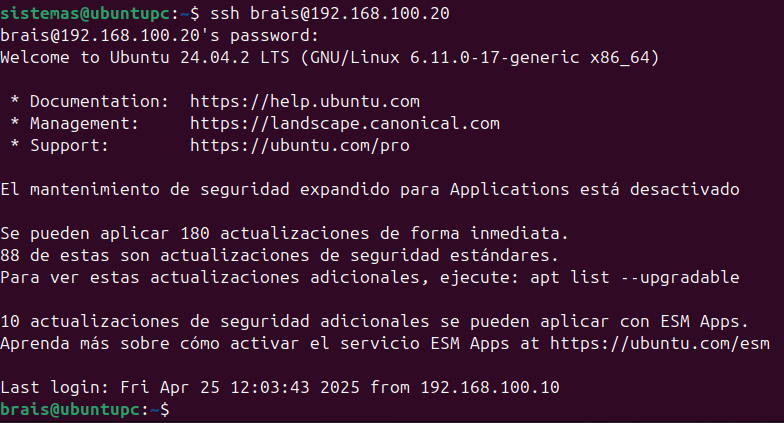 sistemas@ubuntupc:~$ ssh brais@192.168.100.20
brais@192.168.100.20's password:
Welcome to Ubuntu 24.04.2 LTS (GNU/Linux 6.11.0-17-generic x86_64)

 * Documentation:  https://help.ubuntu.com
 * Management:     https://landscape.canonical.com
 * Support:        https://ubuntu.com/pro

El mantenimiento de seguridad expandido para Applications está desactivado

Se pueden aplicar 180 actualizaciones de forma inmediata.
88 de estas son actualizaciones de seguridad estándares.
Para ver estas actualizaciones adicionales, ejecute: apt list --upgradable

10 actualizaciones de seguridad adicionales se pueden aplicar con ESM Apps.
Aprenda más sobre cómo activar el servicio ESM Apps at https://ubuntu.com/esm

Last login: Fri Apr 25 12:03:43 2025 from 192.168.100.10
brais@ubuntupc:~$